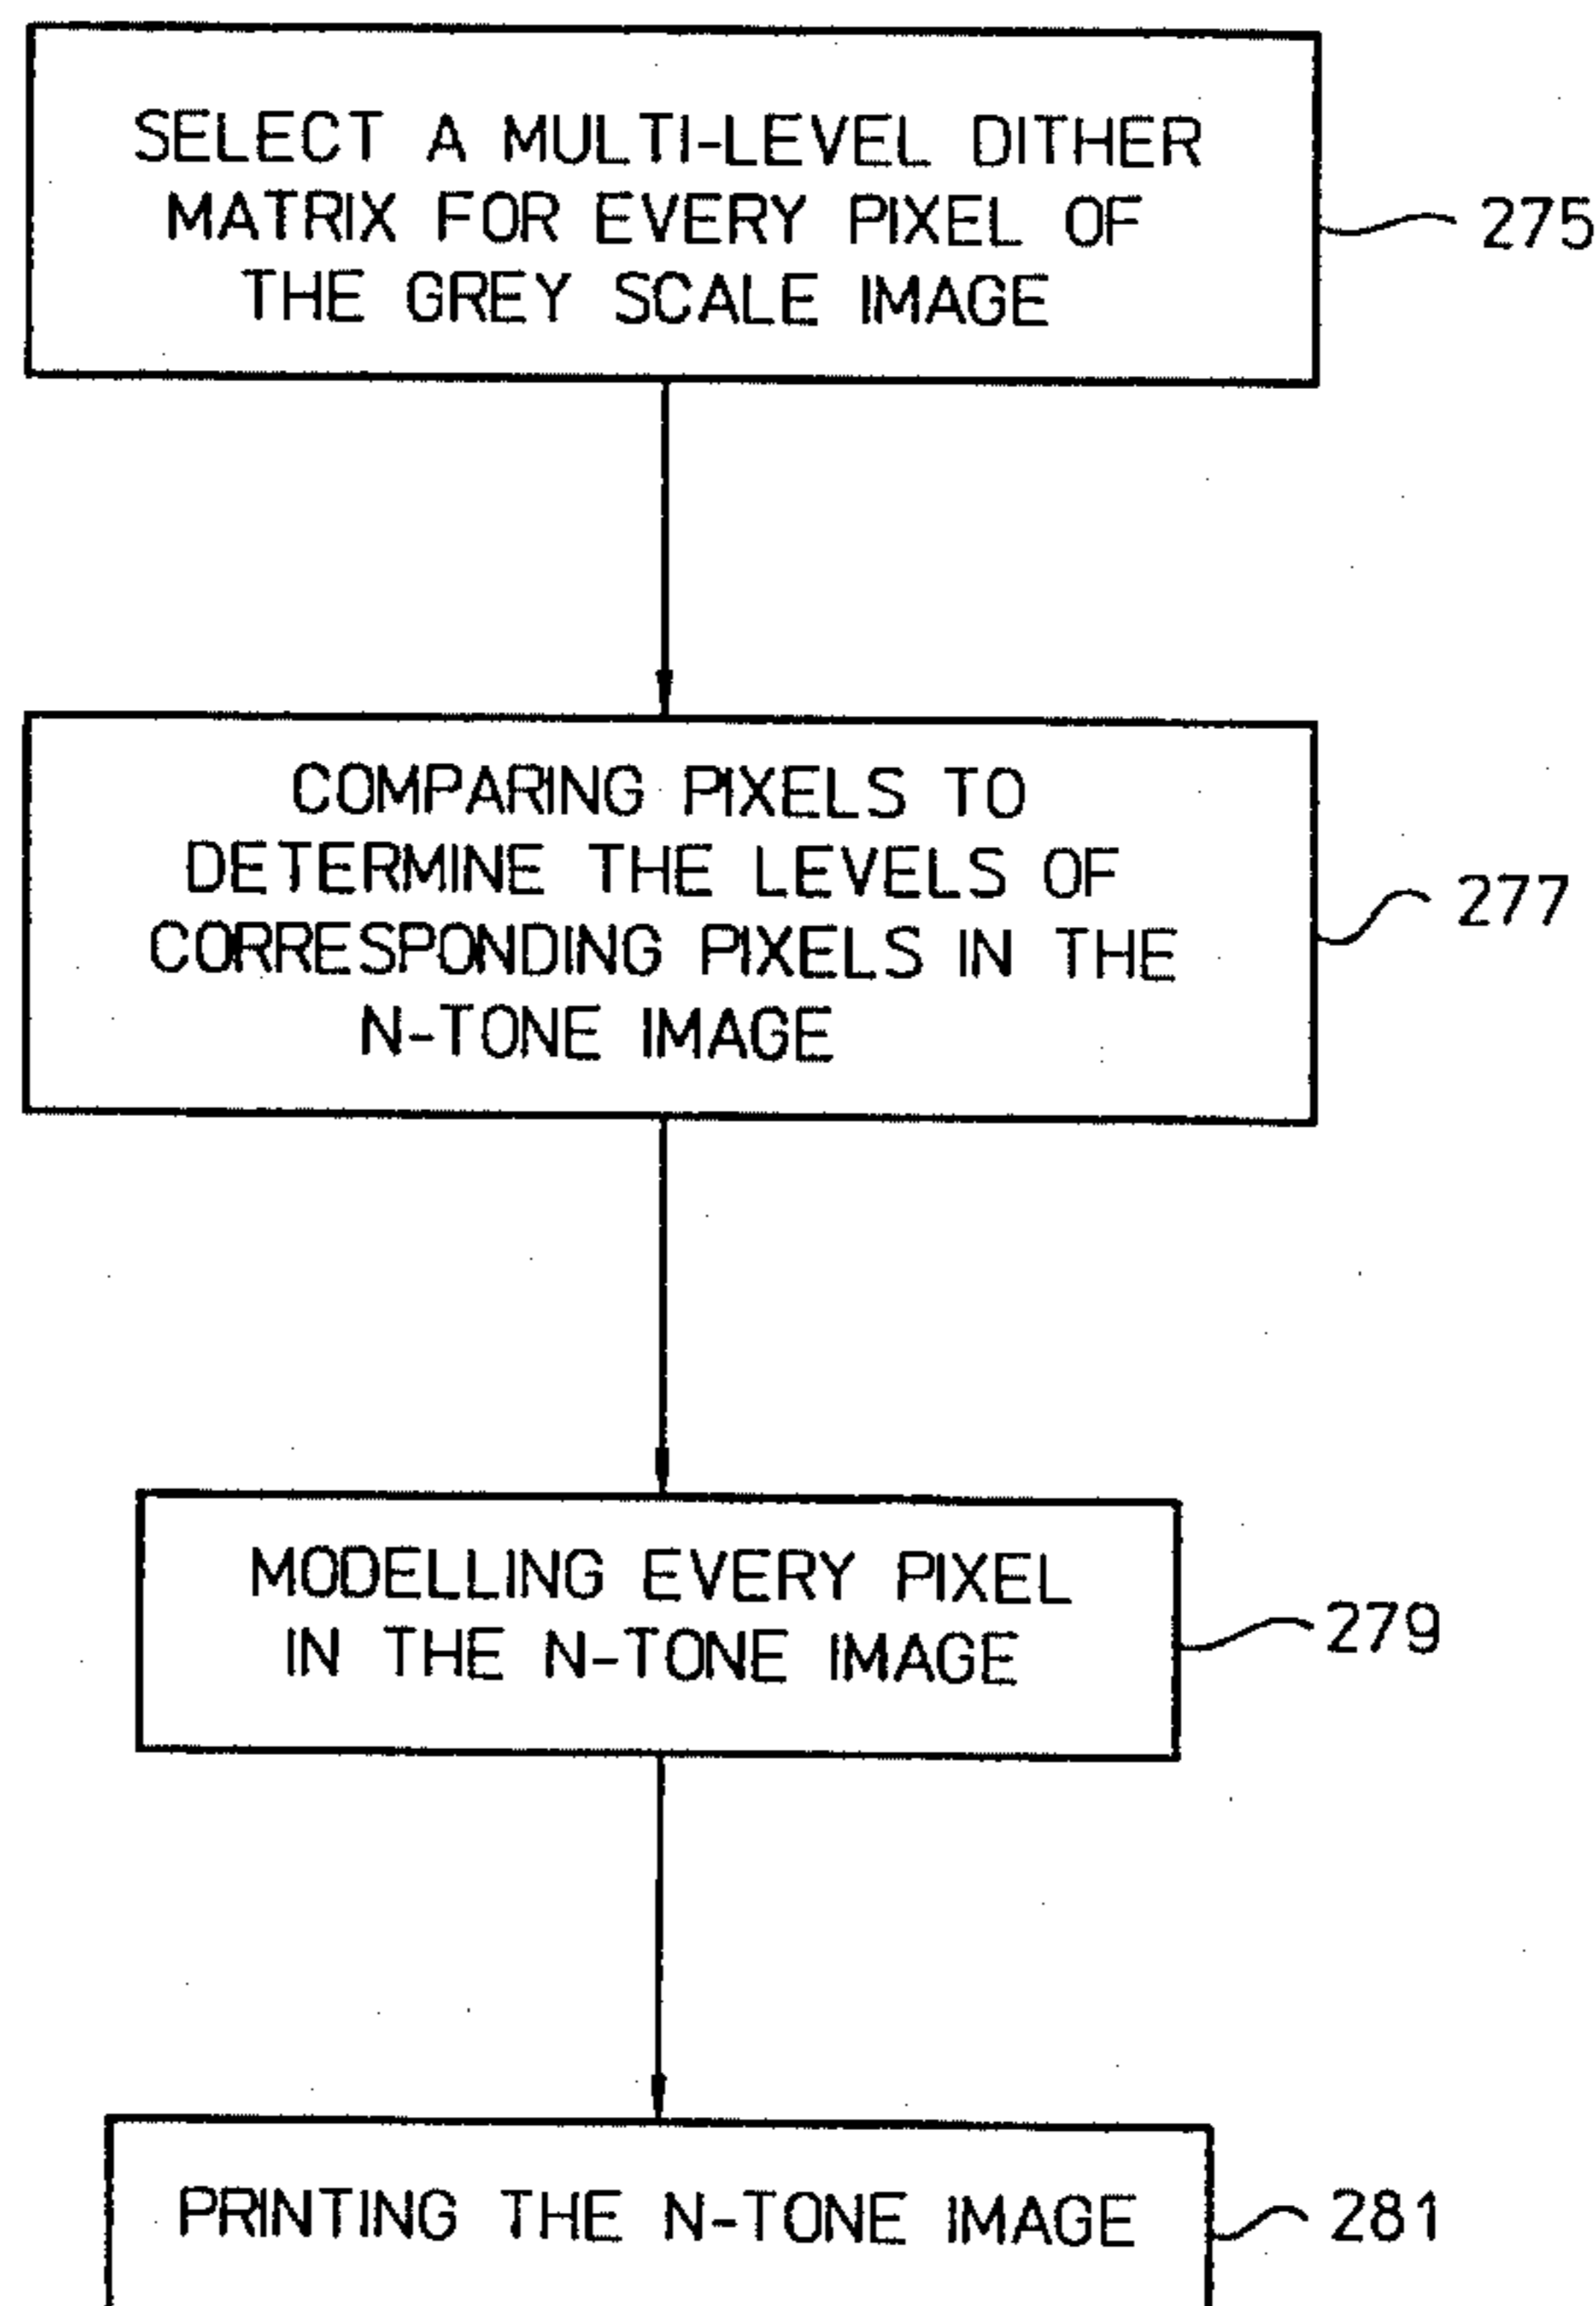 SELECT A MULTI-LEVEL DITHER
MATRIX FOR EVERY PIXEL OF
THE GREY SCALE IMAGE
275
COMPARING PIXELS TO
DETERMINE THE LEVELS OF
CORRESPONDING PIXELS IN THE
N-TONE IMAGE
277
MODELLING EVERY PIXEL
IN THE N-TONE IMAGE
279
PRINTING THE N-TONE IMAGE
281